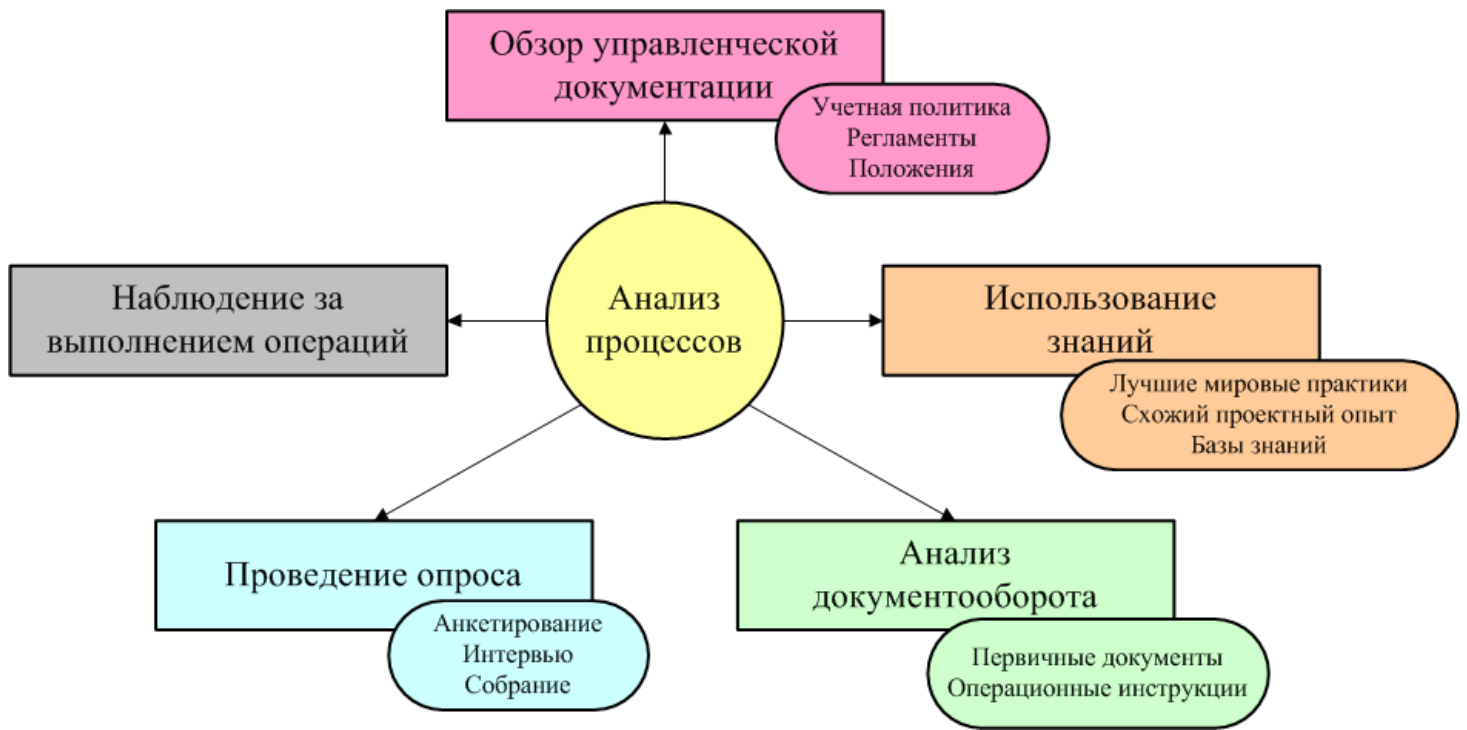 Обзор управленческой
документации
Учетная политика
Регламенты
Положения
Наблюдение за
выполнением операций
Анализ
процессов
Использование
знаний
Лучшие мировые практики
Схожий проектный опыт
Базы знаний
Проведение опроса
Анкетирование
Интервью
Собрание
Анализ
документооборота
Первичные документы
Операционные инструкции